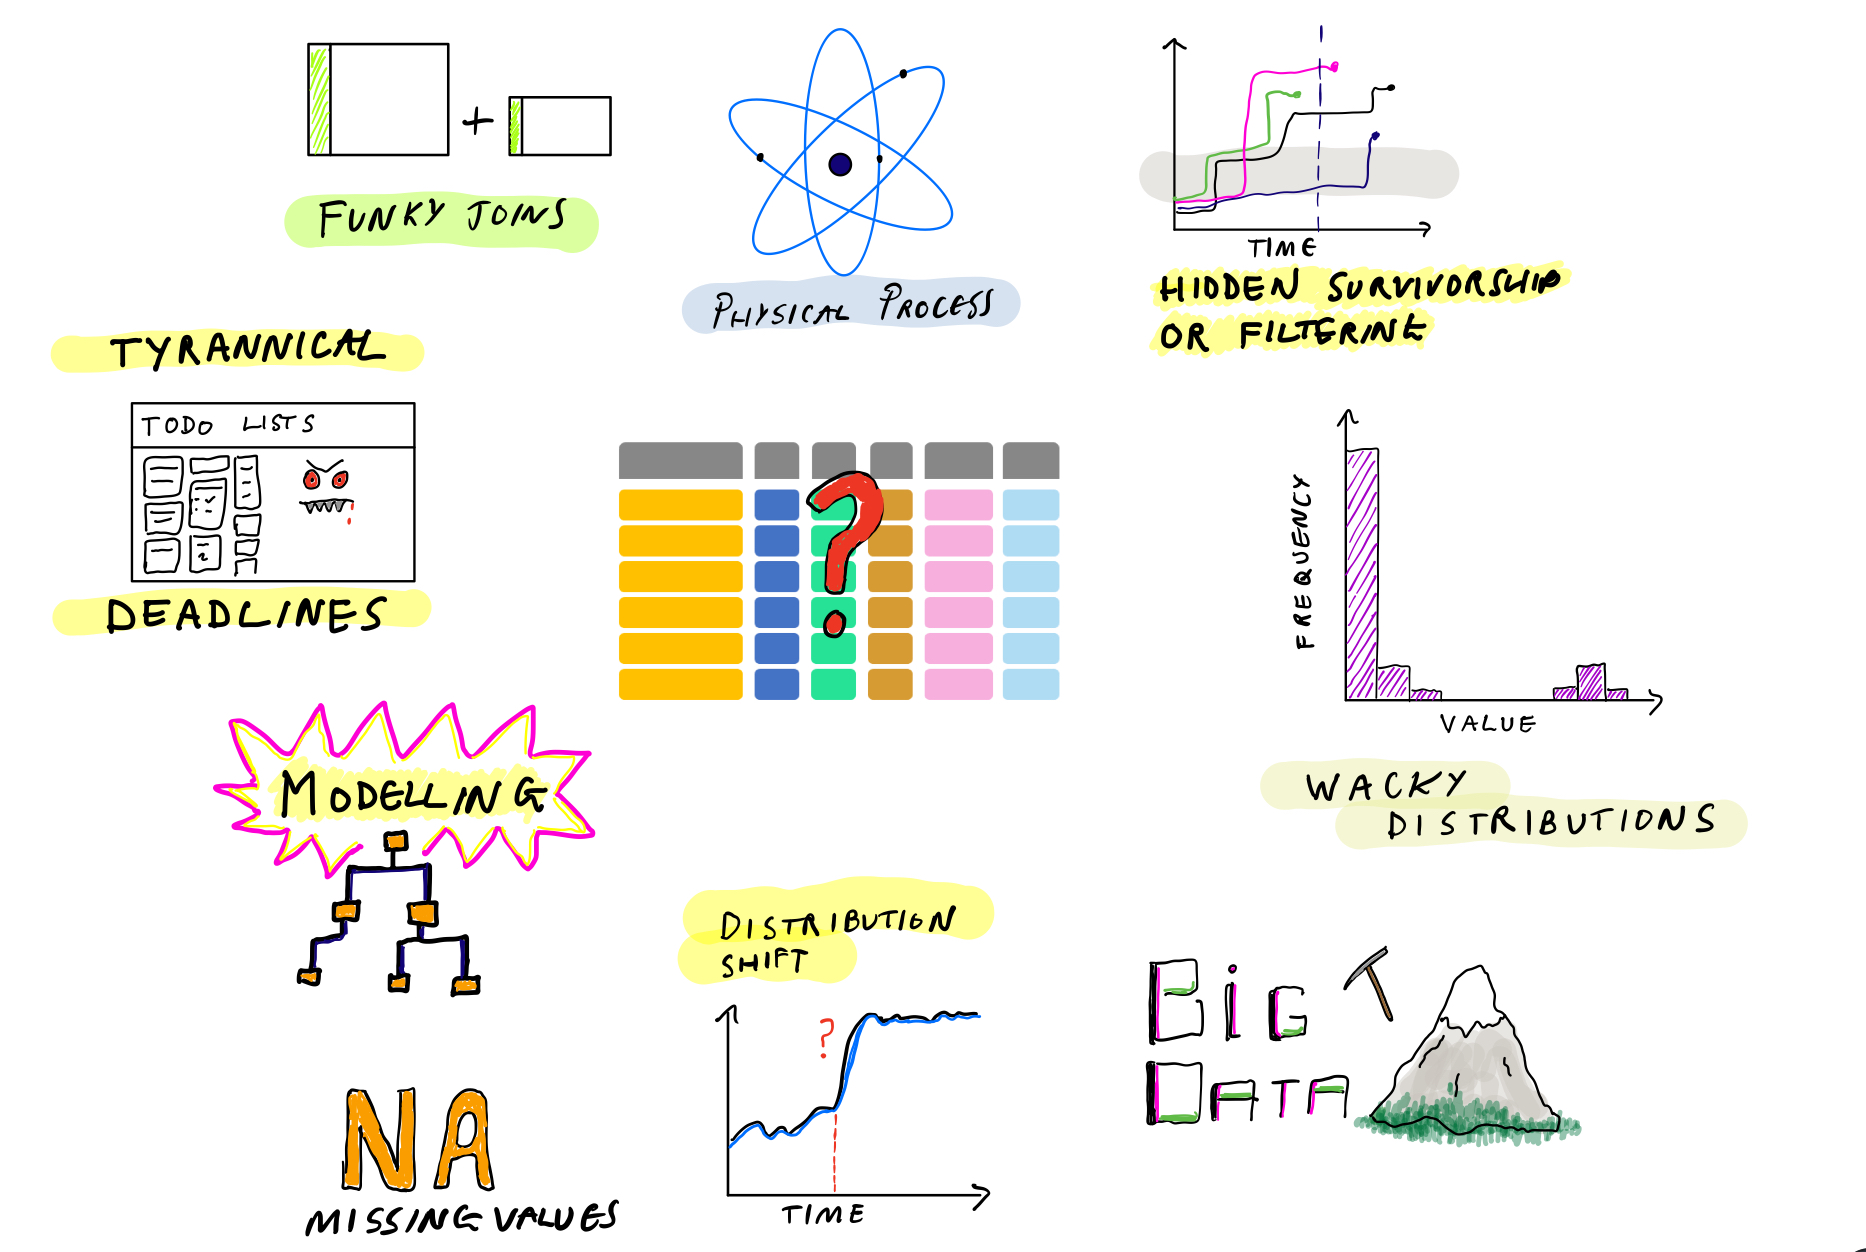 FUNKY JOINS
PHYSICAL PROCESS
TIME
HIDDEN SURVIVORSHIP
OR FILTERING
TYRANNICAL
TODO LISTS
DEADLINES
?
FREQUENCY
VALUE
WACKY
DISTRIBUTIONS
MODELLING
DISTRIBUTION
SHIFT
?
TIME
BiG
DATA
NA
MISSING VALUES